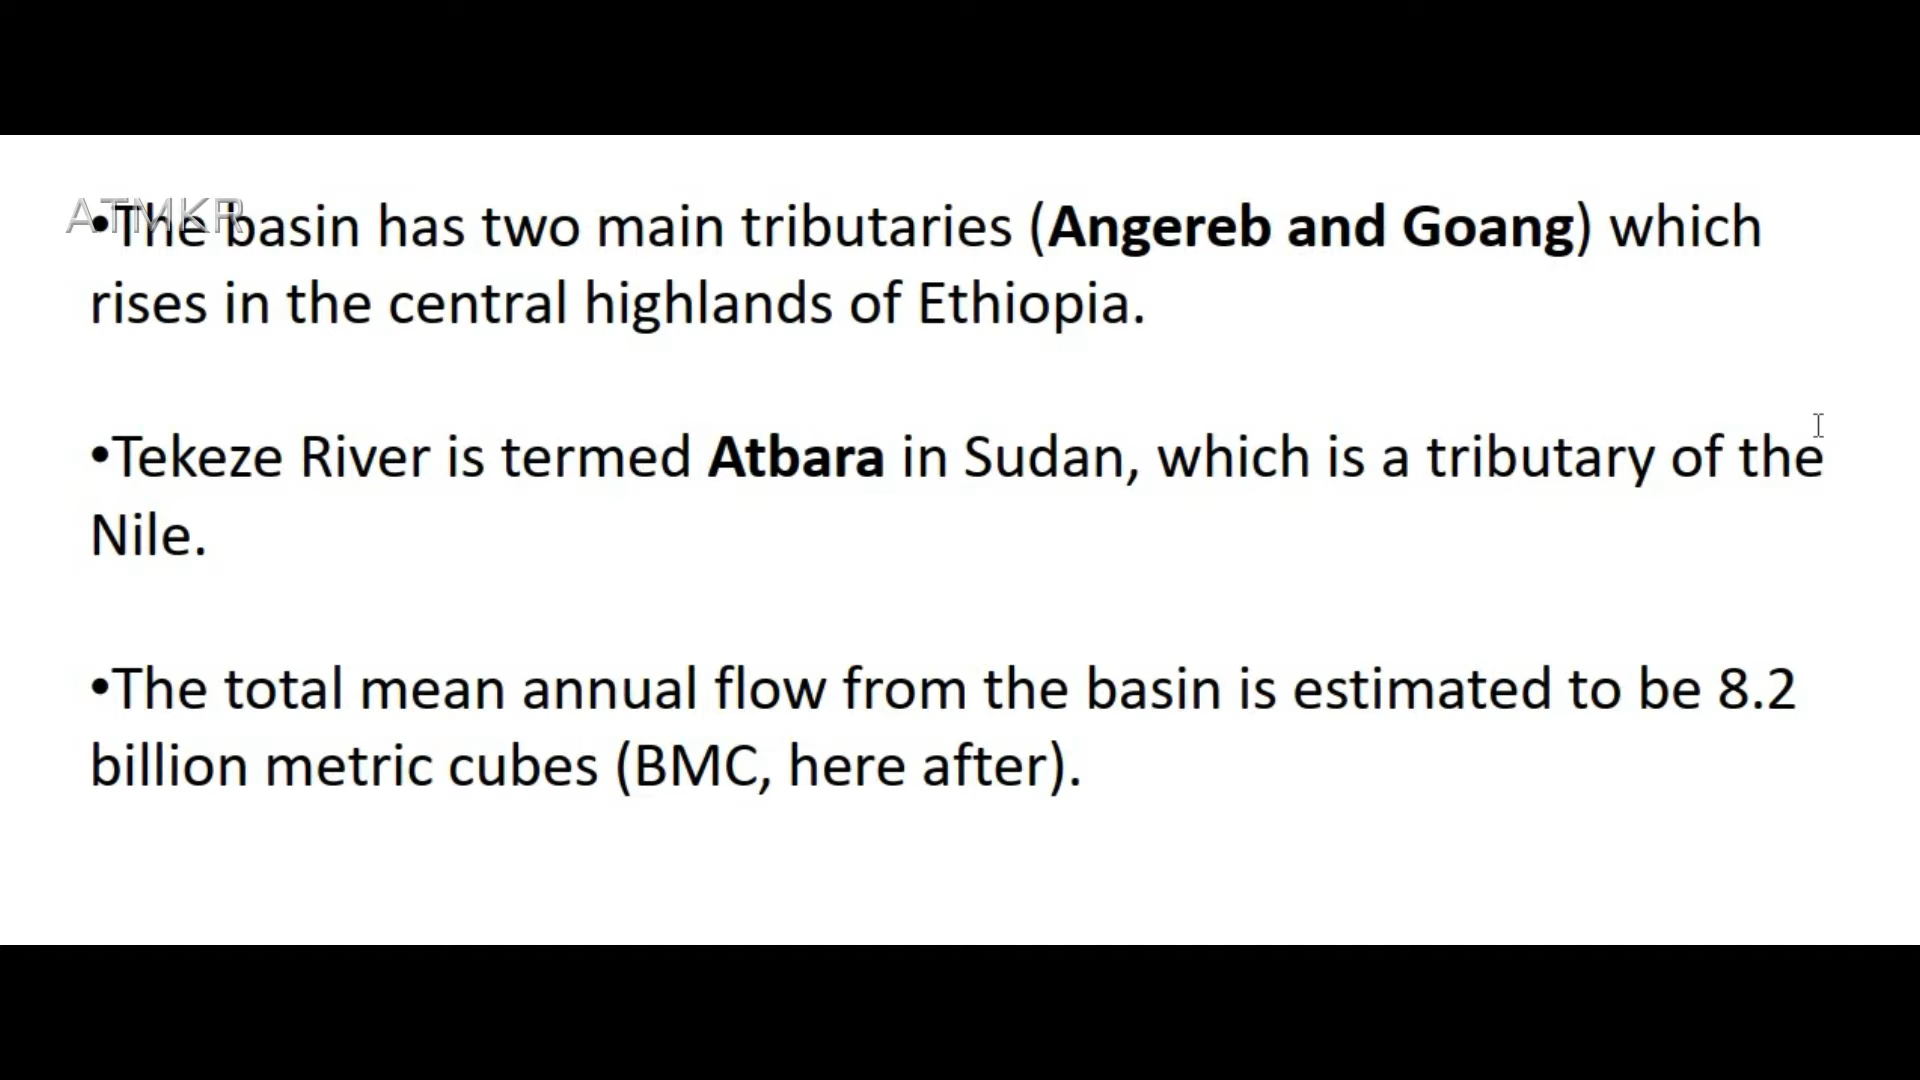 ATMKR
•The basin has two main tributaries (Angereb and Goang) which
rises in the central highlands of Ethiopia.
•Tekeze River is termed Atbara in Sudan, which is a tributary of the
Nile.
•The total mean annual flow from the basin is estimated to be 8.2
billion metric cubes (BMC, here after).